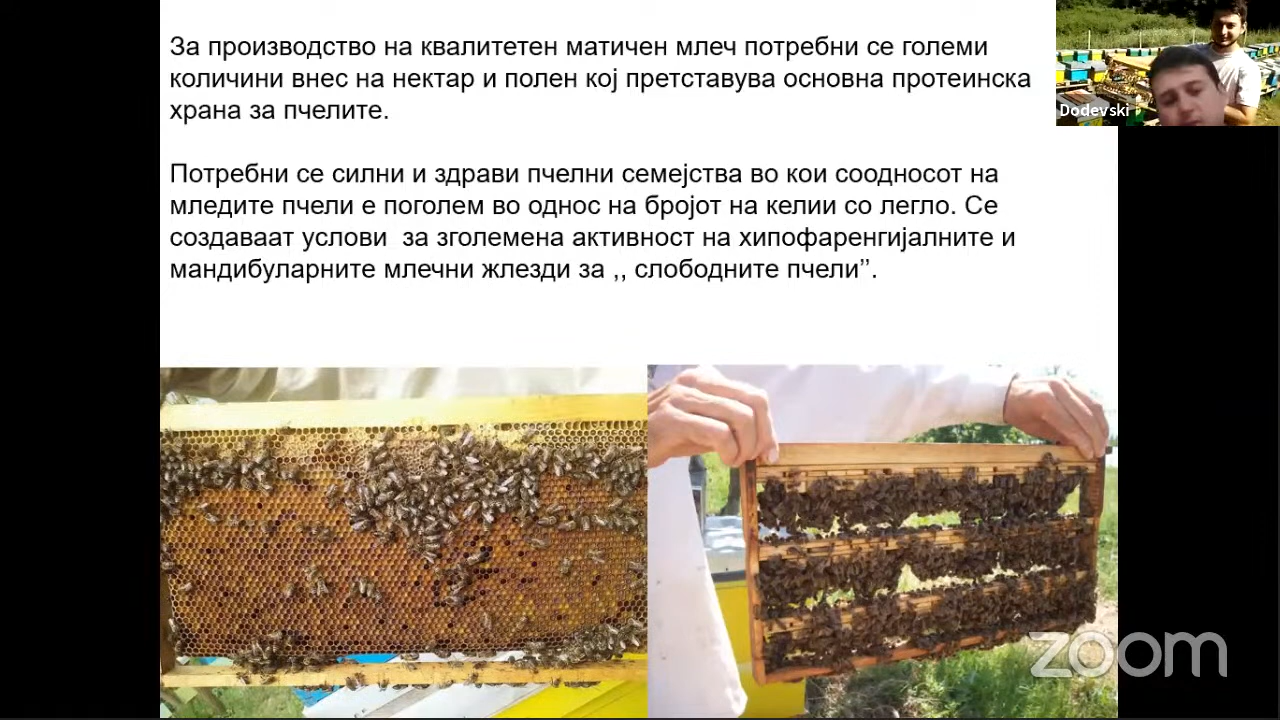 За производство на квалитетен матичен млеч потребни се големи
количини внес на нектар и полен кој претставува основна протеинска
храна за пчелите.
Потребни се силни и здрави пчелни семејства во кои соодносот на
младите пчели е поголем во однос на бројот на келии со легло. Се
создаваат услови за зголемена активност на хипофаренгијалните и
мандибуларните млечни жлезди за ,, слободните пчели’’.
Dodevski
zoom